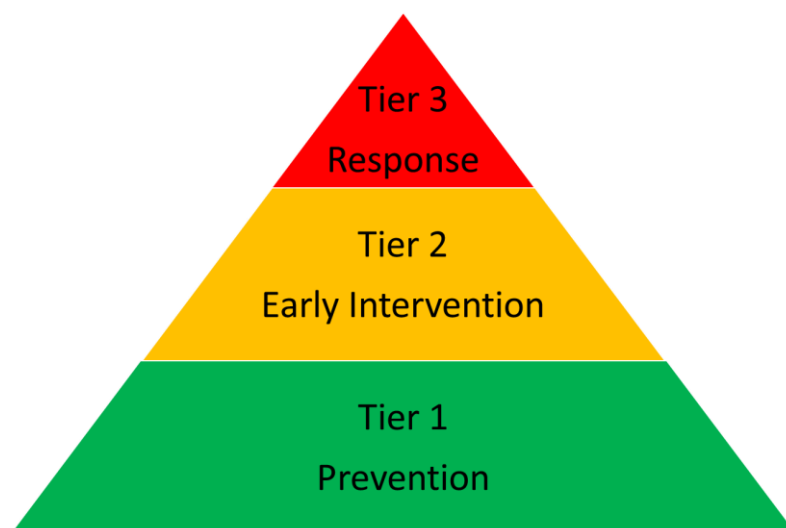 Tier 3
Response
Tier 2
Early Intervention
Tier 1
Prevention